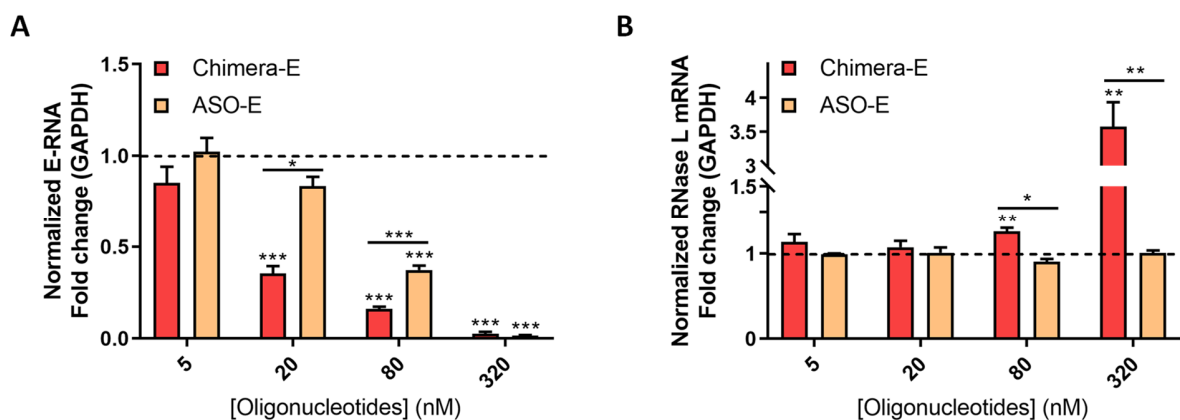 A
Normalized E-RNA
Fold change (GAPDH)
1.5
1.0
0.5
0.0
Chimera-E
ASO-E
*
***
***
***
***
***
***
5
20
80
320
[Oligonucleotides] (nM)
B
Normalized RNase L mRNA
Fold change (GAPDH)
4
3.5
3
1.5
1
0
Chimera-E
ASO-E
**
**
*
**
5
20
80
320
[Oligonucleotides] (nM)